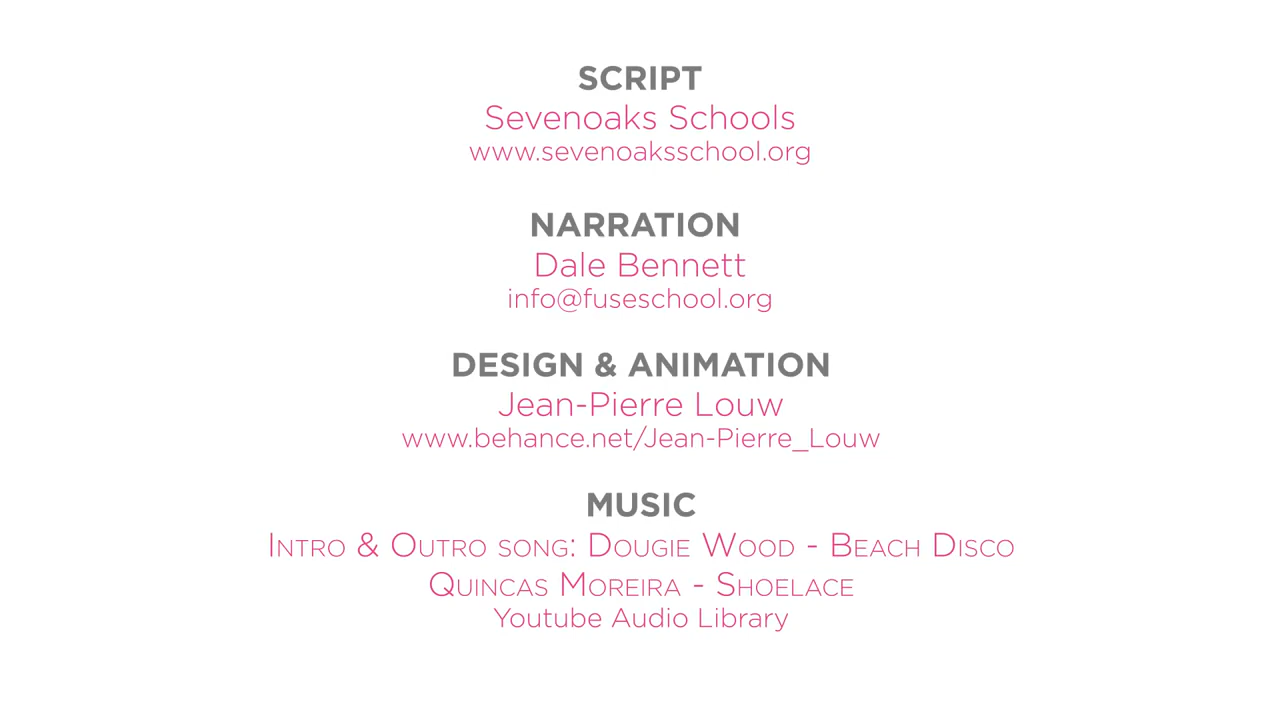 SCRIPT
Sevenoaks Schools
www.sevenoaksschool.org
NARRATION
Dale Bennett
info@fuseschool.org
DESIGN & ANIMATION
Jean-Pierre Louw
www.behance.net/Jean-Pierre_Louw
MUSIC
Intro & Outro song: Dougie Wood - Beach Disco
Quincas Moreira - Shoelace
Youtube Audio Library